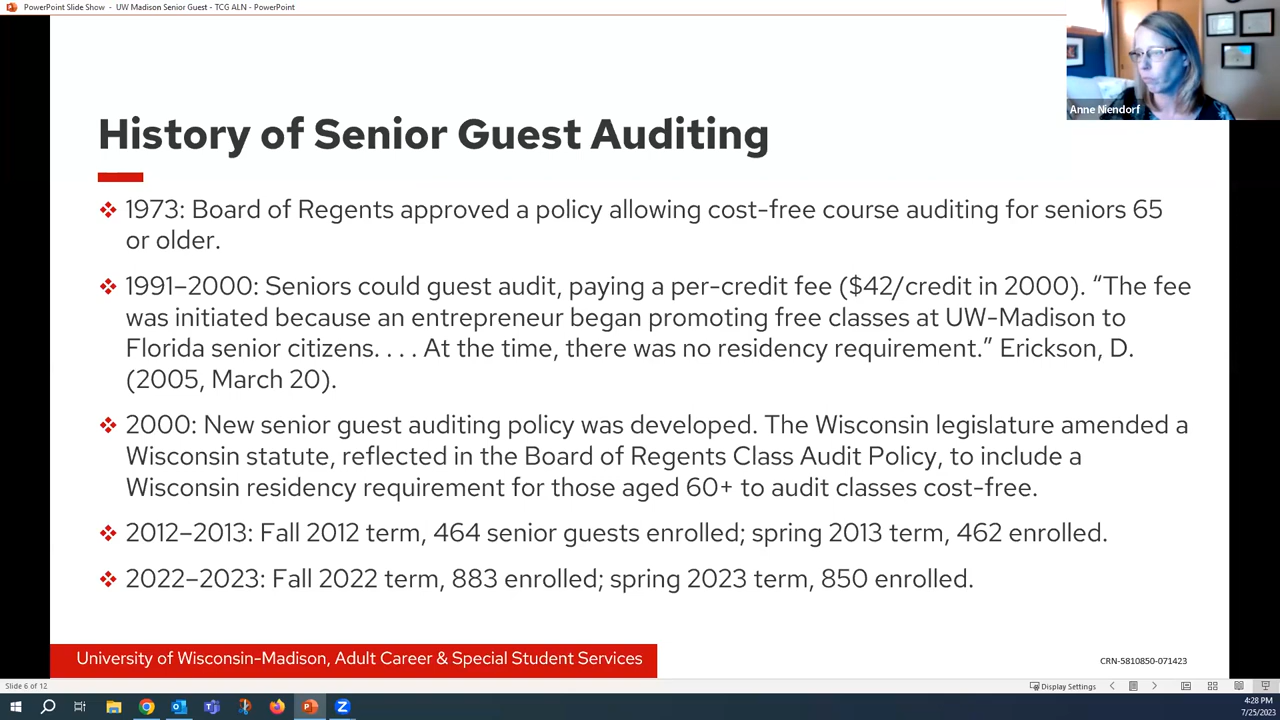 PowerPoint Slide Show - UW Madison Senior Guest - TCG ALN - PowerPoint
Anne Niendorf
History of Senior Guest Auditing
1973: Board of Regents approved a policy allowing cost-free course auditing for seniors 65
or older.
1991–2000: Seniors could guest audit, paying a per-credit fee ($42/credit in 2000). “The fee
was initiated because an entrepreneur began promoting free classes at UW-Madison to
Florida senior citizens. . . . At the time, there was no residency requirement.” Erickson, D.
(2005, March 20).
2000: New senior guest auditing policy was developed. The Wisconsin legislature amended a
Wisconsin statute, reflected in the Board of Regents Class Audit Policy, to include a
Wisconsin residency requirement for those aged 60+ to audit classes cost-free.
2012–2013: Fall 2012 term, 464 senior guests enrolled; spring 2013 term, 462 enrolled.
2022–2023: Fall 2022 term, 883 enrolled; spring 2023 term, 850 enrolled.
University of Wisconsin-Madison, Adult Career & Special Student Services
CRN-5810850-071423
Slide 6 of 12
Display Settings
4:28 PM
7/25/2023